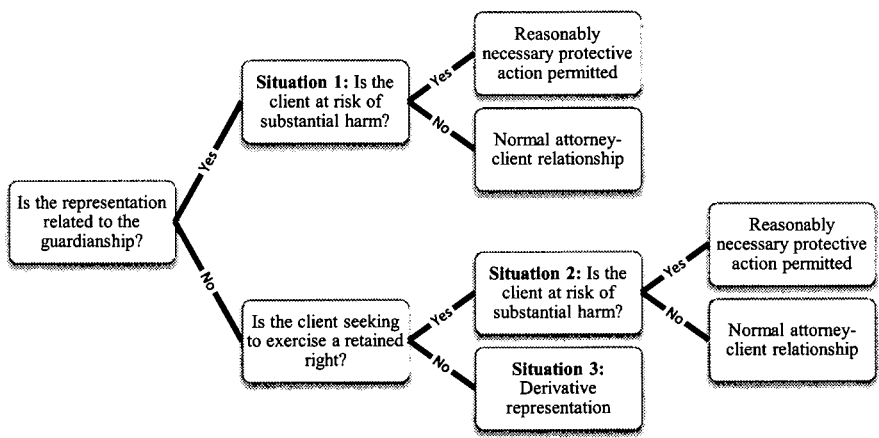 Is the representation
related to the
guardianship?
Yes
No
Situation 1: Is the
client at risk of
substantial harm?
Yes
No
Reasonably
necessary protective
action permitted
Normal attorney-
client relationship
Is the client seeking
to exercise a retained
right?
Yes
No
Situation 2: Is the
client at risk of
substantial harm?
Yes
No
Reasonably
necessary protective
action permitted
Normal attorney-
client relationship
Situation 3:
Derivative
representation